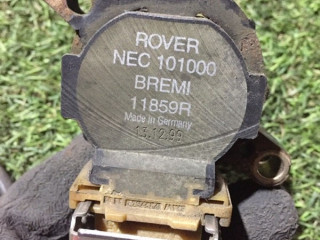 ROVER
NEC 101000
BREMI
11859R
Made in Germany
13.12.99